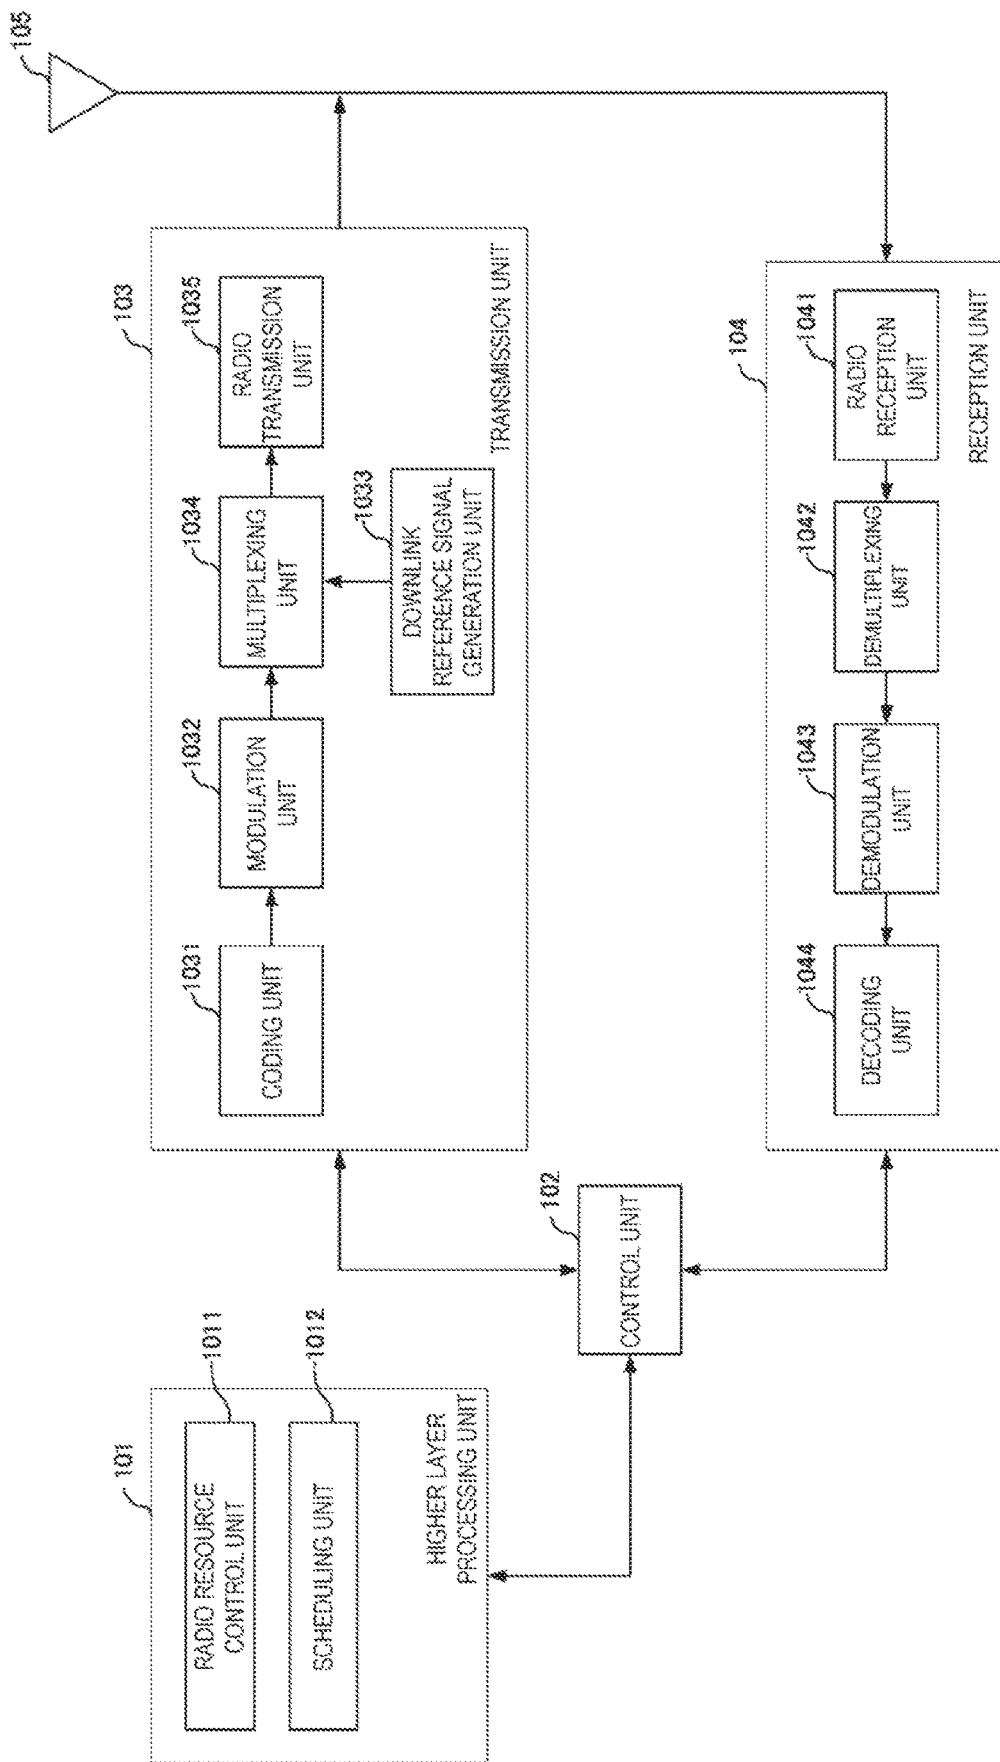 101
RADIO RESOURCE
CONTROL UNIT
1011
SCHEDULING UNIT
1012
HIGHER LAYER
PROCESSING UNIT
102
CONTROL UNIT
103
1031
CODING UNIT
1032
MODULATION
UNIT
1034
MULTIPLEXING
UNIT
1035
RADIO
TRANSMISSION
UNIT
1033
DOWNLINK
REFERENCE SIGNAL
GENERATION UNIT
TRANSMISSION UNIT
105
104
1044
DECODING
UNIT
1043
DEMODULATION
UNIT
1042
DEMULTIPLEXING
UNIT
1041
RADIO
RECEPTION
UNIT
RECEPTION UNIT